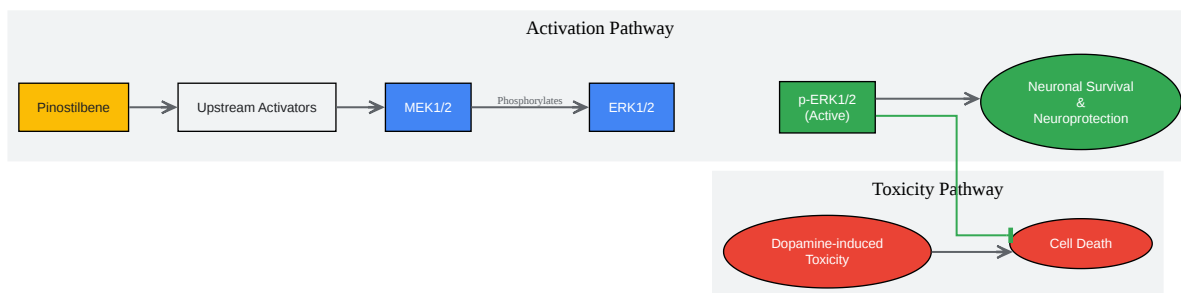 Activation Pathway
Pinostilbene
Upstream Activators
MEK1/2
Phosphorylates
ERK1/2
p-ERK1/2
(Active)
Neuronal Survival
&
Neuroprotection
Toxicity Pathway
Dopamine-induced
Toxicity
Cell Death